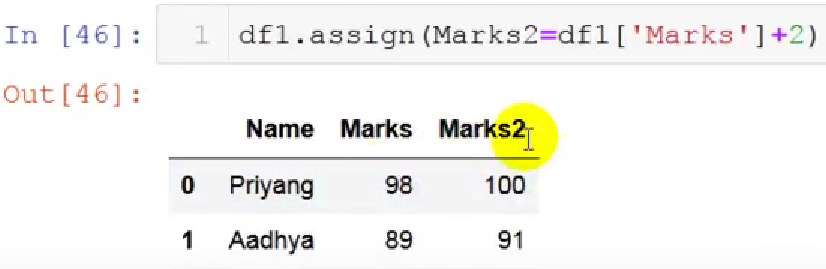 In [46]: 1 df1.assign(Marks2=df1['Marks']+2)
Out[46]:
Name Marks Marks2
0 Priyang 98 100
1 Aadhya 89 91